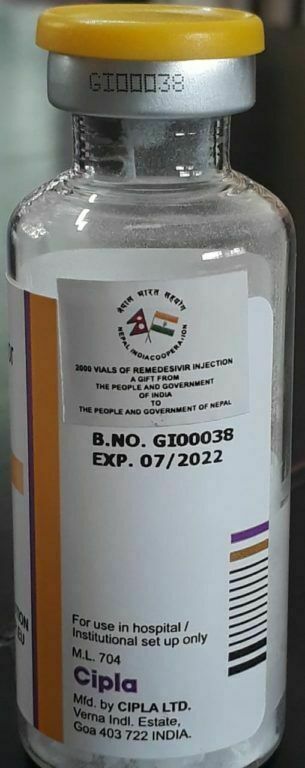 GI00038
नेपाल भारत सहयोग
NEPAL INDIA COOPERATION
2000 VIALS OF REMEDESIVIR INJECTION
A GIFT FROM
THE PEOPLE AND GOVERNMENT
OF INDIA
TO
THE PEOPLE AND GOVERNMENT OF NEPAL
B.NO. GI00038
EXP. 07/2022
For use in hospital /
Institutional set up only
M.L. 704
Cipla
Mfd. by CIPLA LTD.
Verna Indl. Estate,
Goa 403 722 INDIA.